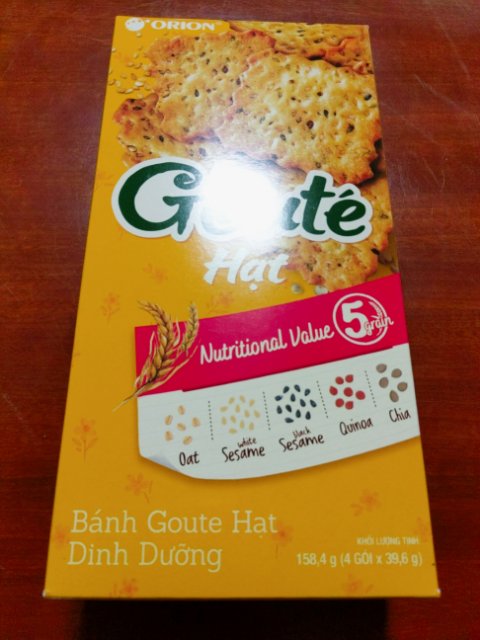 ORION
Gouté
Hạt
Nutritional Value 5 grain
Oat
white Sesame
black Sesame
Quinoa
Chia
Bánh Goute Hạt
Dinh Dưỡng
KHỐI LƯỢNG TỊNH
158,4 g (4 GÓI x 39,6 g)